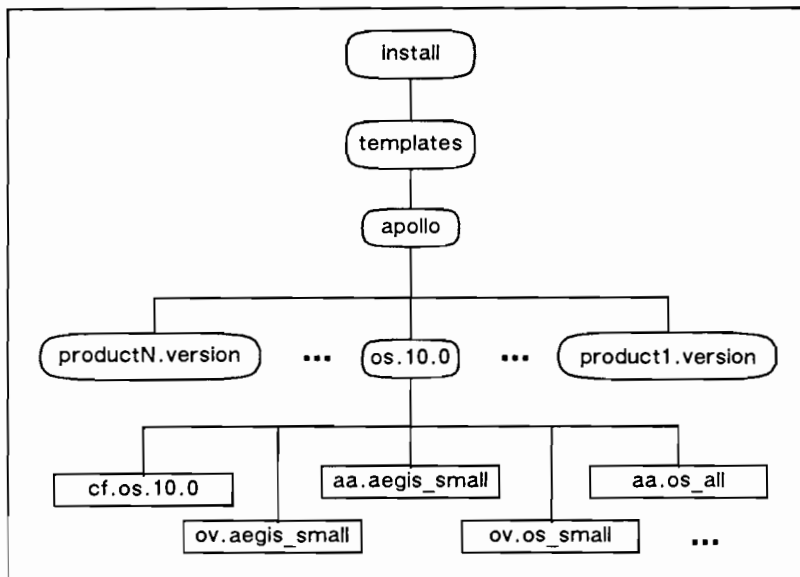 install
templates
apollo
productN.version ... os.10.0 ... product1.version
cf.os.10.0 aa.aegis_small aa.os_all
ov.aegis_small ov.os_small ...